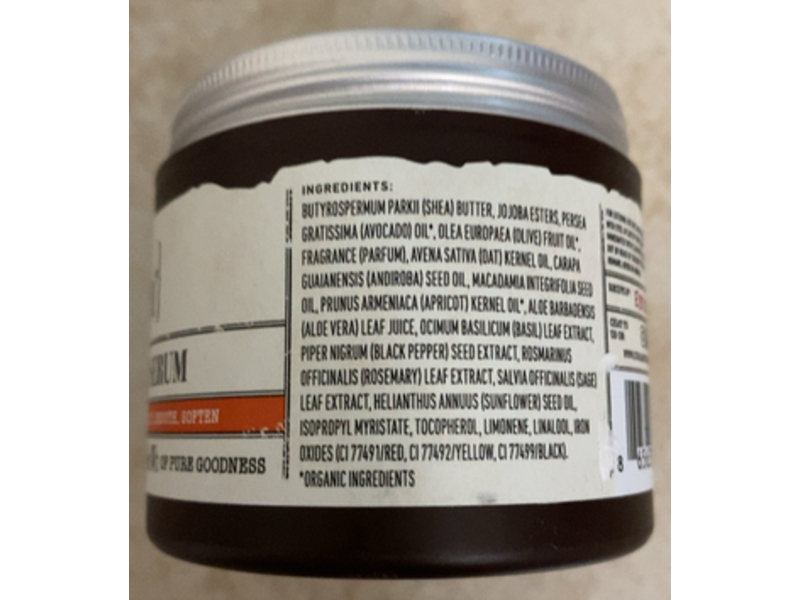 INGREDIENTS:
BUTYROSPERMUM PARKII (SHEA) BUTTER, JOJOBA ESTERS, PERSEA
GRATISSIMA (AVOCADO) OIL*, OLEA EUROPAEA (OLIVE) FRUIT OIL*,
FRAGRANCE (PARFUM), AVENA SATIVA (OAT) KERNEL OIL, CARAPA
GUAIANENSIS (ANDIROBA) SEED OIL, MACADAMIA INTEGRIFOLIA SEED
OIL, PRUNUS ARMENIACA (APRICOT) KERNEL OIL*, ALOE BARBADENSIS
(ALOE VERA) LEAF JUICE, OCIMUM BASILICUM (BASIL) LEAF EXTRACT,
PIPER NIGRUM (BLACK PEPPER) SEED EXTRACT, ROSMARINUS
OFFICINALIS (ROSEMARY) LEAF EXTRACT, SALVIA OFFICINALIS (SAGE)
LEAF EXTRACT, HELIANTHUS ANNUUS (SUNFLOWER) SEED OIL,
ISOPROPYL MYRISTATE, TOCOPHEROL, LIMONENE, LINALOOL, IRON
OXIDES (CI 77491/RED, CI 77492/YELLOW, CI 77499/BLACK).
*ORGANIC INGREDIENTS
SERUM
SMOOTH, SOFTEN
OF PURE GOODNESS
8